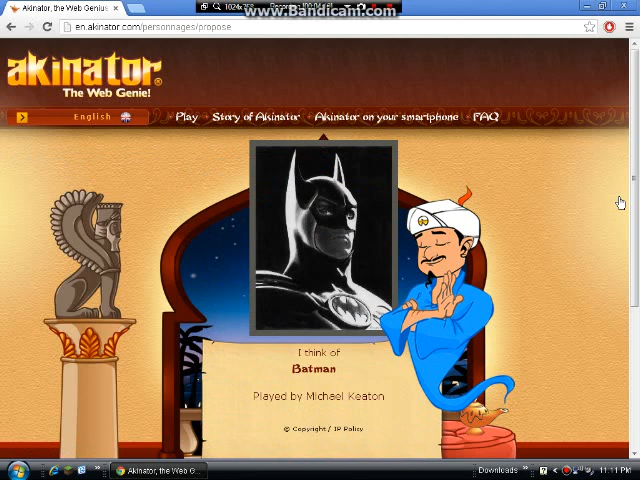 Akinator, the Web Genius
www.Bandicam.com
en.akinator.com/personnages/propose
akinator
The Web Genie!
English
Play
Story of Akinator
Akinator on your smartphone
FAQ
I think of
Batman
Played by Michael Keaton
© Copyright / IP Policy
Akinator, the Web G...
Downloads
11:11 PM